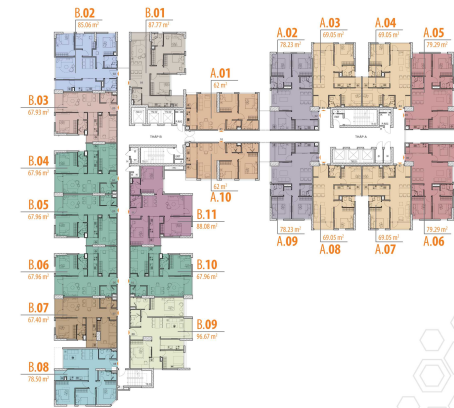 B.02
85.06 m²
B.01
87.77 m²
A.03
69.05 m²
A.04
69.05 m²
A.02
78.23 m²
A.05
79.29 m²
A.01
62 m²
B.03
67.93 m²
B.04
67.96 m²
62 m²
A.10
B.05
67.96 m²
B.11
88.08 m²
78.23 m²
A.09
69.05 m²
A.08
69.05 m²
A.07
79.29 m²
A.06
B.06
67.96 m²
B.10
67.96 m²
B.07
67.40 m²
B.09
96.67 m²
B.08
78.50 m²